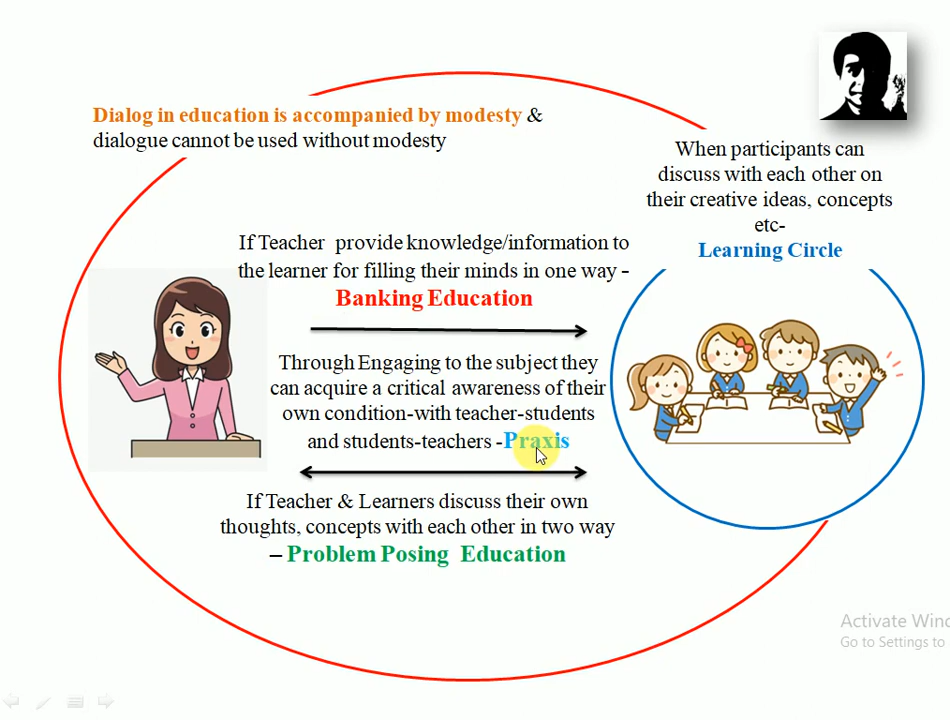 Dialog in education is accompanied by modesty &
dialogue cannot be used without modesty
When participants can
discuss with each other on
their creative ideas, concepts
etc-
Learning Circle
If Teacher provide knowledge/information to
the learner for filling their minds in one way –
Banking Education
Through Engaging to the subject they
can acquire a critical awareness of their
own condition-with teacher-students
and students-teachers -Praxis
If Teacher & Learners discuss their own
thoughts, concepts with each other in two way
– Problem Posing Education
Activate Wind
Go to Settings to